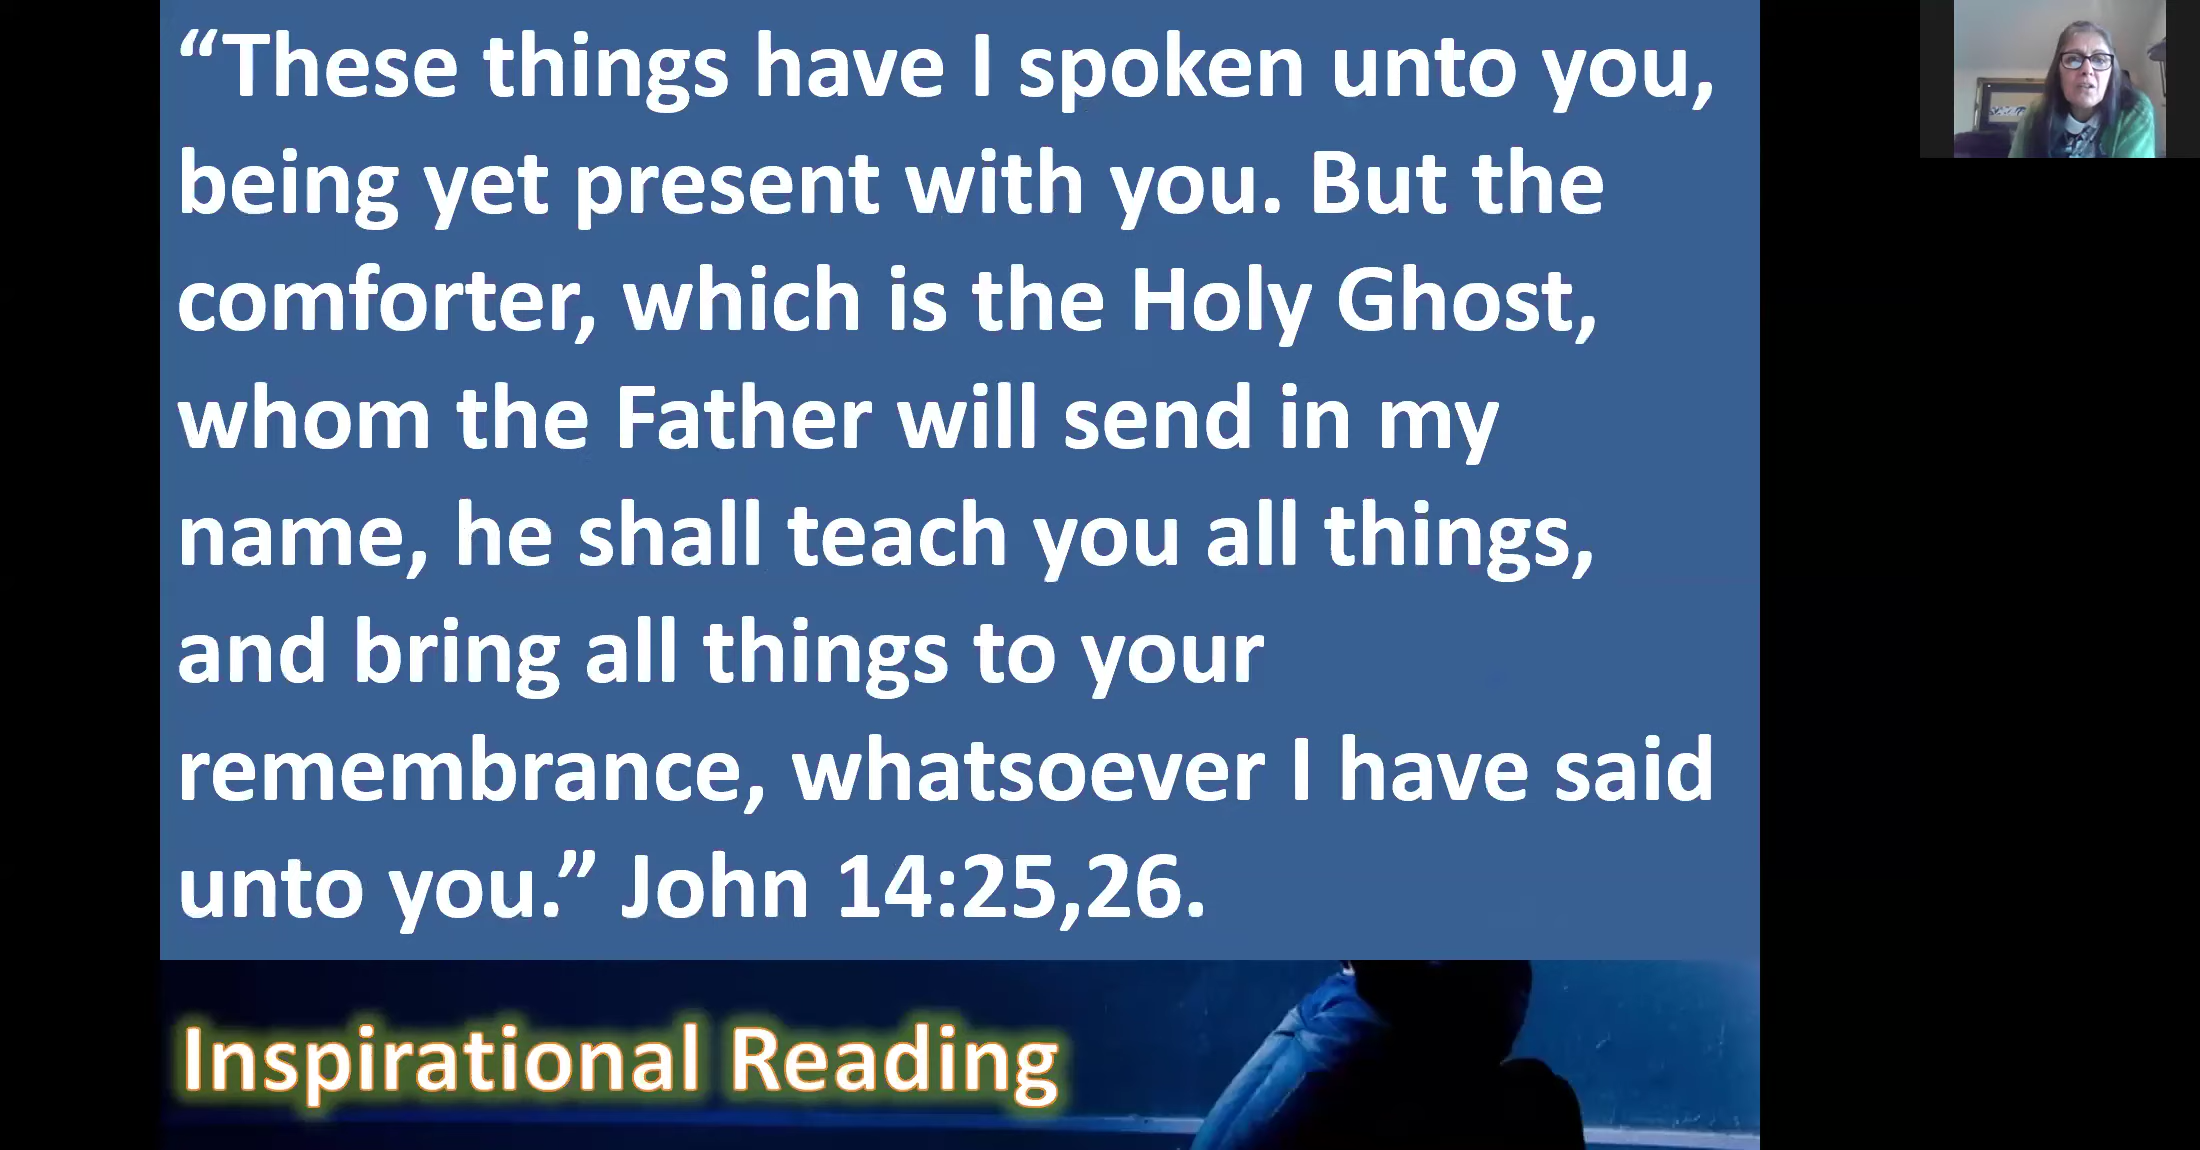 “These things have I spoken unto you,
being yet present with you. But the
comforter, which is the Holy Ghost,
whom the Father will send in my
name, he shall teach you all things,
and bring all things to your
remembrance, whatsoever I have said
unto you.” John 14:25,26.
Inspirational Reading